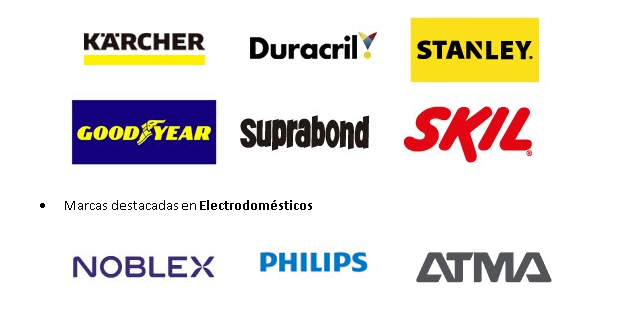 KÄRCHER Duracril STANLEY.
GOODYEAR Suprabond SKIL®
• Marcas destacadas en Electrodomésticos
NOBLEX PHILIPS ATMA